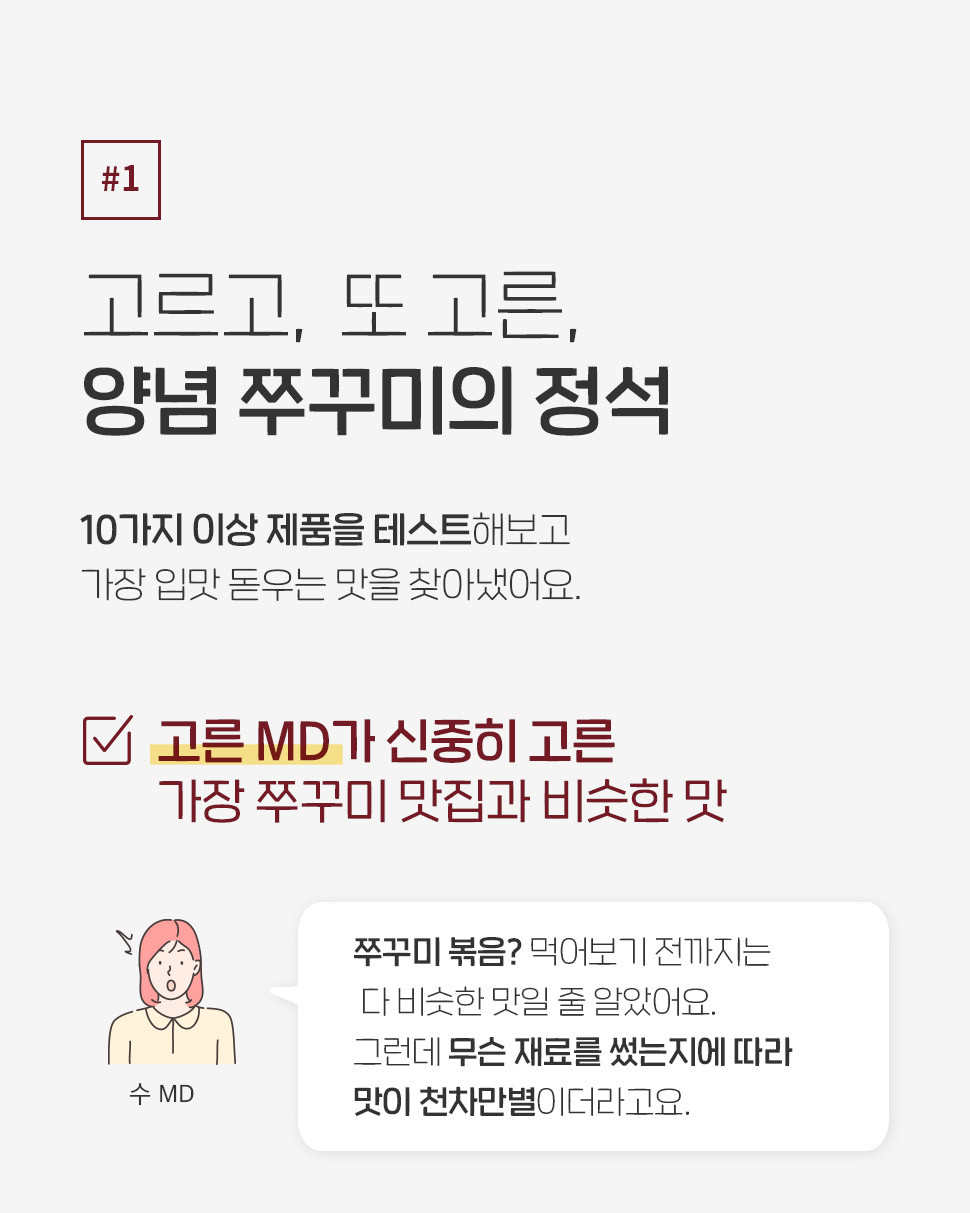 #1
고르고, 또 고른,
양념 쭈꾸미의 정석
10가지 이상 제품을 테스트해보고
가장 입맛 돋우는 맛을 찾아냈어요.
고른 MD가 신중히 고른
가장 쭈꾸미 맛집과 비슷한 맛
쭈꾸미 볶음? 먹어보기 전까지는
다 비슷한 맛일 줄 알았어요.
그런데 무슨 재료를 썼는지에 따라
맛이 천차만별이더라고요.
수 MD